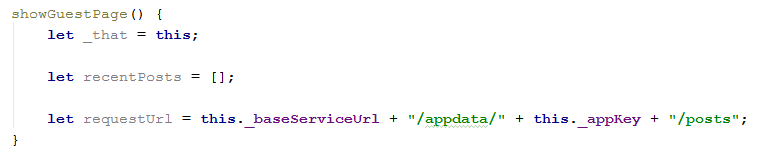 showGuestPage() {
let _that = this;
let recentPosts = [];
let requestUrl = this._baseServiceUrl + "/appdata/" + this._appKey + "/posts";
}